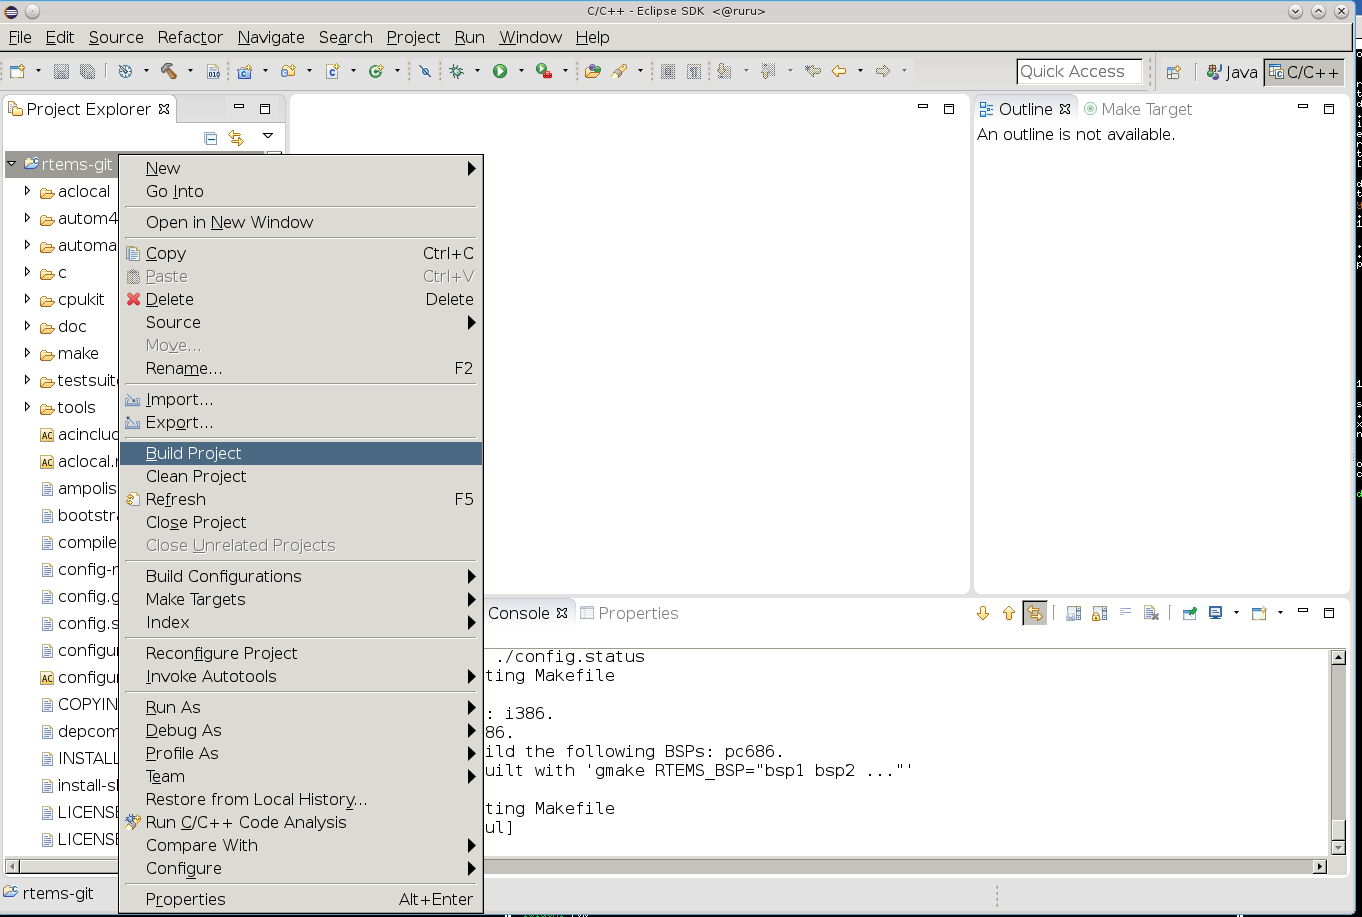 C/C++ - Eclipse SDK <@ruru>
File Edit Source Refactor Navigate Search Project Run Window Help
Quick Access
Java
C/C++
Project Explorer
rtems-git
aclocal
autom4
automa
c
cpukit
doc
make
testsuite
tools
acinclud
aclocal.
ampolis
bootstra
compile
config-
config.g
config.s
configur
configur
COPYIN
depcom
INSTALL
install-s
LICENSE
LICENSE
New
Go Into
Open in New Window
Copy Ctrl+C
Paste Ctrl+V
Delete Delete
Source
Move...
Rename... F2
Import...
Export...
Build Project
Clean Project
Refresh F5
Close Project
Close Unrelated Projects
Build Configurations
Make Targets
Index
Reconfigure Project
Invoke Autotools
Run As
Debug As
Profile As
Team
Restore from Local History...
Run C/C++ Code Analysis
Compare With
Configure
Properties Alt+Enter
Outline
Make Target
An outline is not available.
Console
Properties
./config.status
ting Makefile
: i386.
86.
ild the following BSPs: pc686.
uilt with 'gmake RTEMS_BSP="bsp1 bsp2 ..."'
ting Makefile
ul]
rtems-git